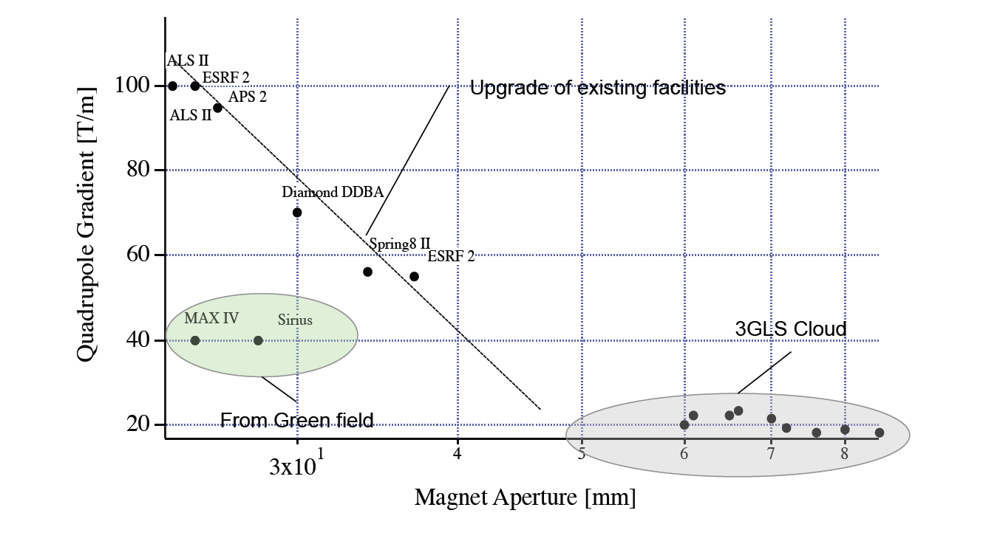 ALS II
ESRF 2
100
Upgrade of existing facilities
APS 2
ALS II
80
Diamond DDBA
Spring8 II
60
ESRF 2
MAX IV
Sirius
3GLS Cloud
40
From Green field
20
3x10¹
4
5
6
7
8
Magnet Aperture [mm]
Quadrupole Gradient [T/m]